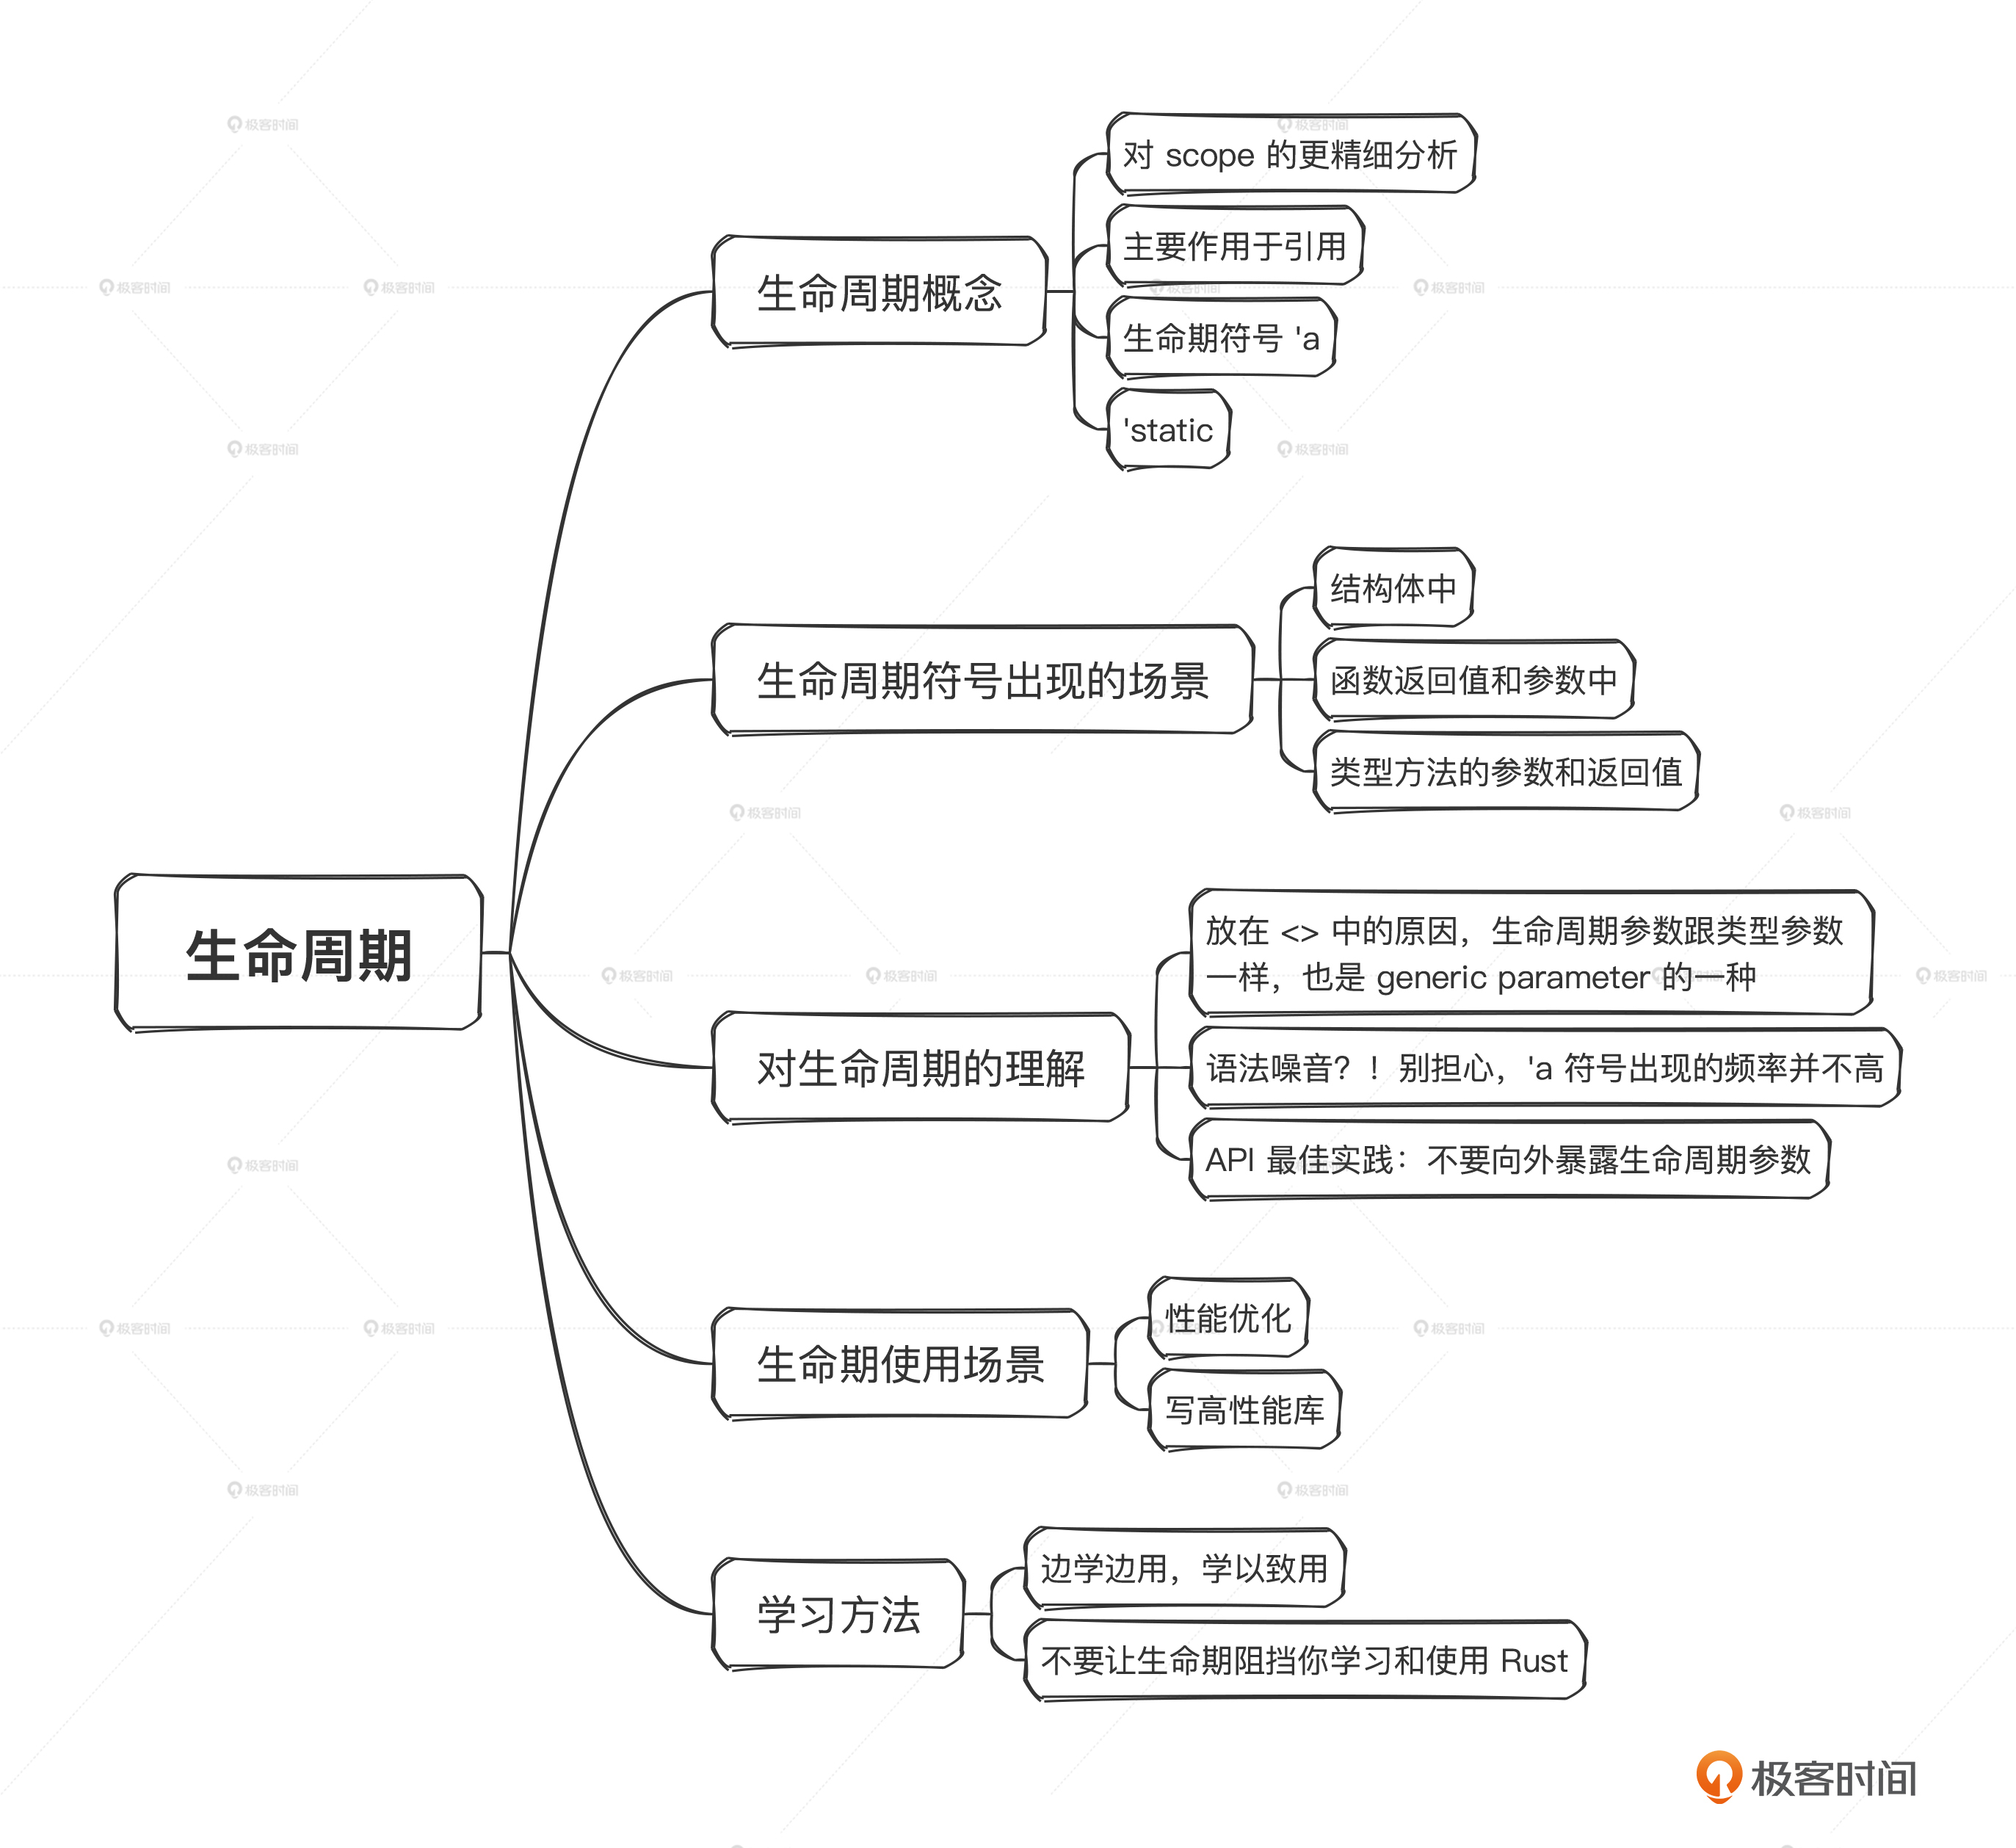 生命周期
生命周期概念
对 scope 的更精细分析
主要作用于引用
生命期符号 'a
'static
生命周期符号出现的场景
结构体中
函数返回值和参数中
类型方法的参数和返回值
对生命周期的理解
放在 <> 中的原因，生命周期参数跟类型参数
一样，也是 generic parameter 的一种
语法噪音？！别担心，'a 符号出现的频率并不高
API 最佳实践：不要向外暴露生命周期参数
生命期使用场景
性能优化
写高性能库
学习方法
边学边用，学以致用
不要让生命期阻挡你学习和使用 Rust
极客时间